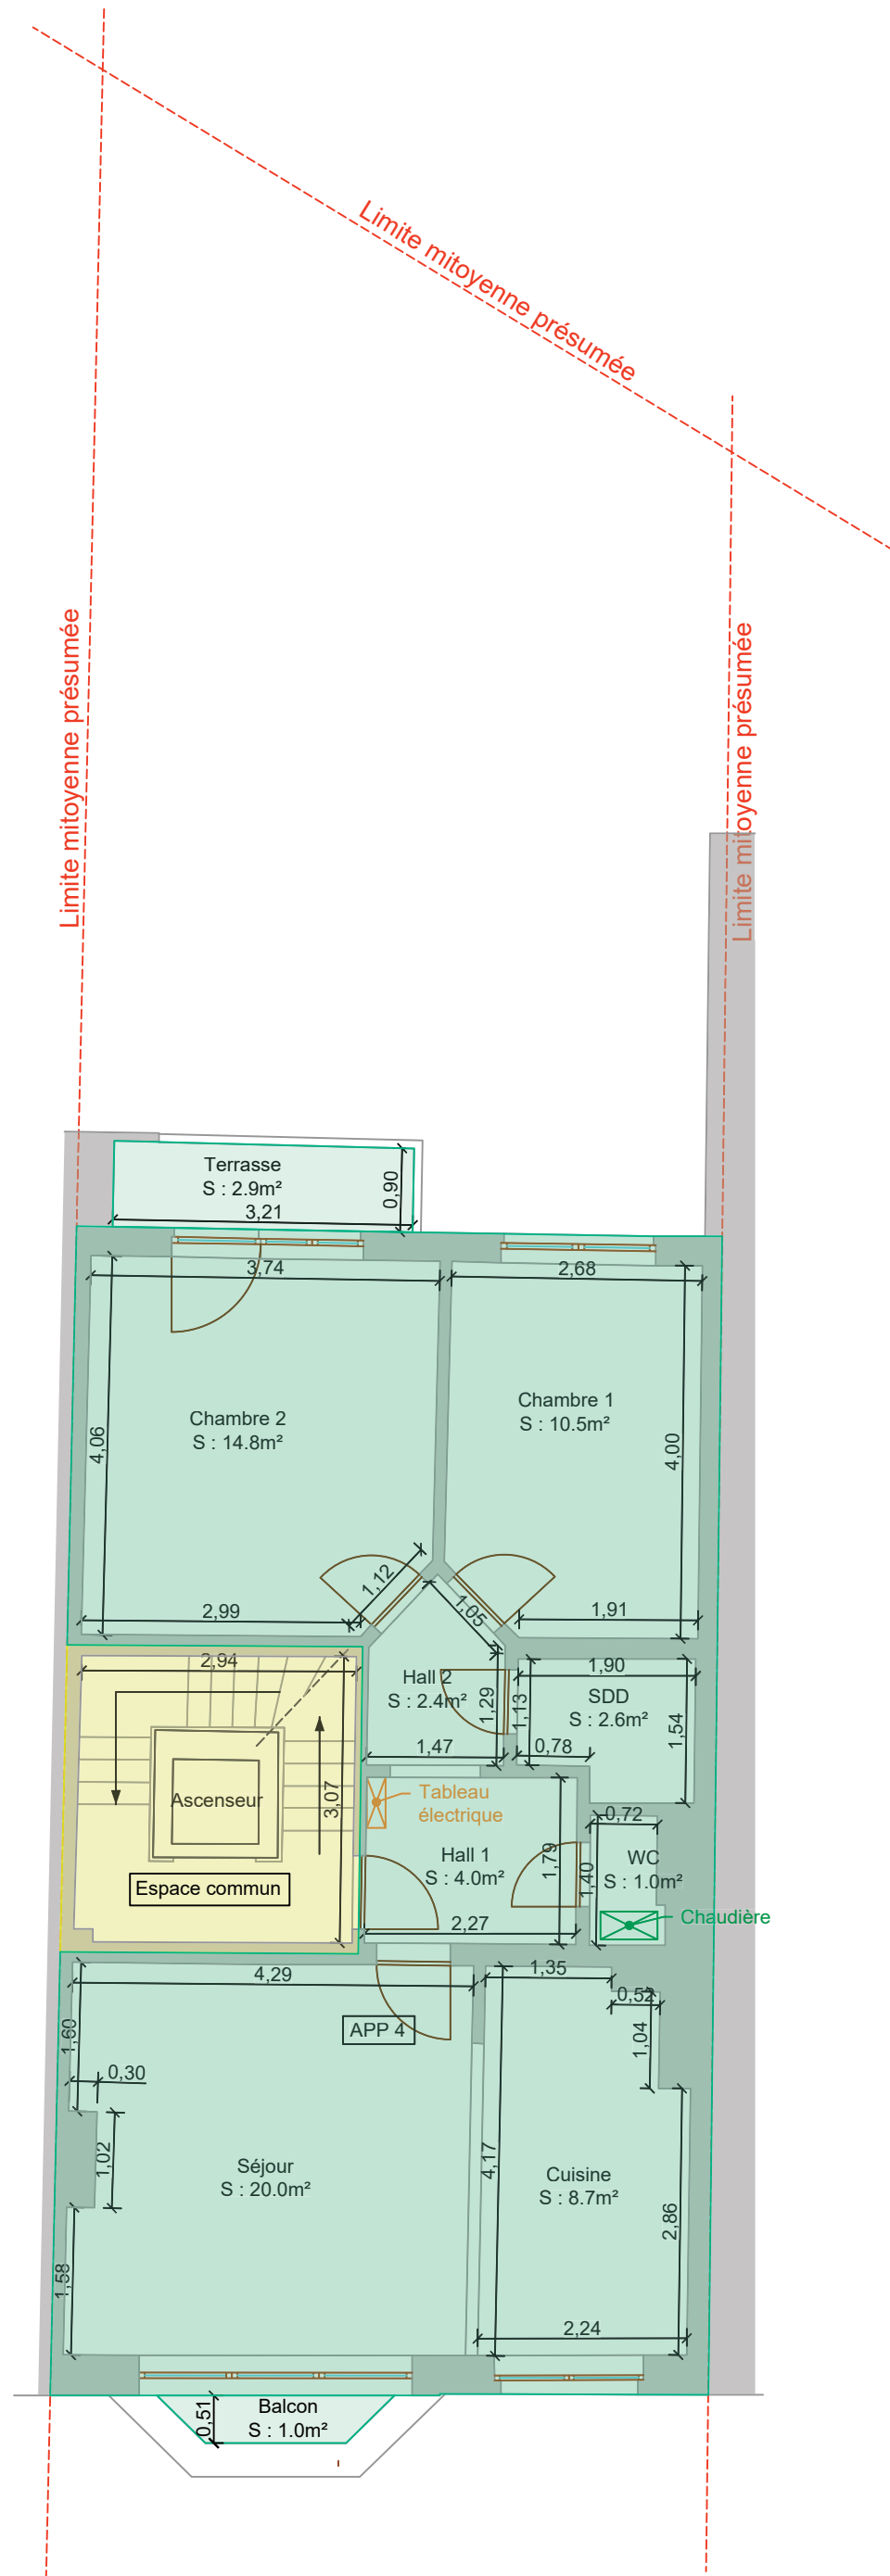 Limite mitoyenne présumée
Limite mitoyenne présumée
Limite mitoyenne présumée
Terrasse
S : 2.9m²
0,90
3,21
3,74
2,68
Chambre 2
S : 14.8m²
Chambre 1
S : 10.5m²
4,06
4,00
1,12
1,05
2,99
1,91
2,94
Hall 2
S : 2.4m²
1,29
1,13
1,90
SDD
S : 2.6m²
1,54
1,47
0,78
Ascenseur
3,07
Tableau
électrique
0,72
Hall 1
S : 4.0m²
1,79
1,40
WC
S : 1.0m²
Espace commun
Chaudière
2,27
4,29
1,35
0,52
1,60
APP 4
1,04
0,30
1,02
Séjour
S : 20.0m²
4,17
Cuisine
S : 8.7m²
2,86
1,58
2,24
0,51
Balcon
S : 1.0m²